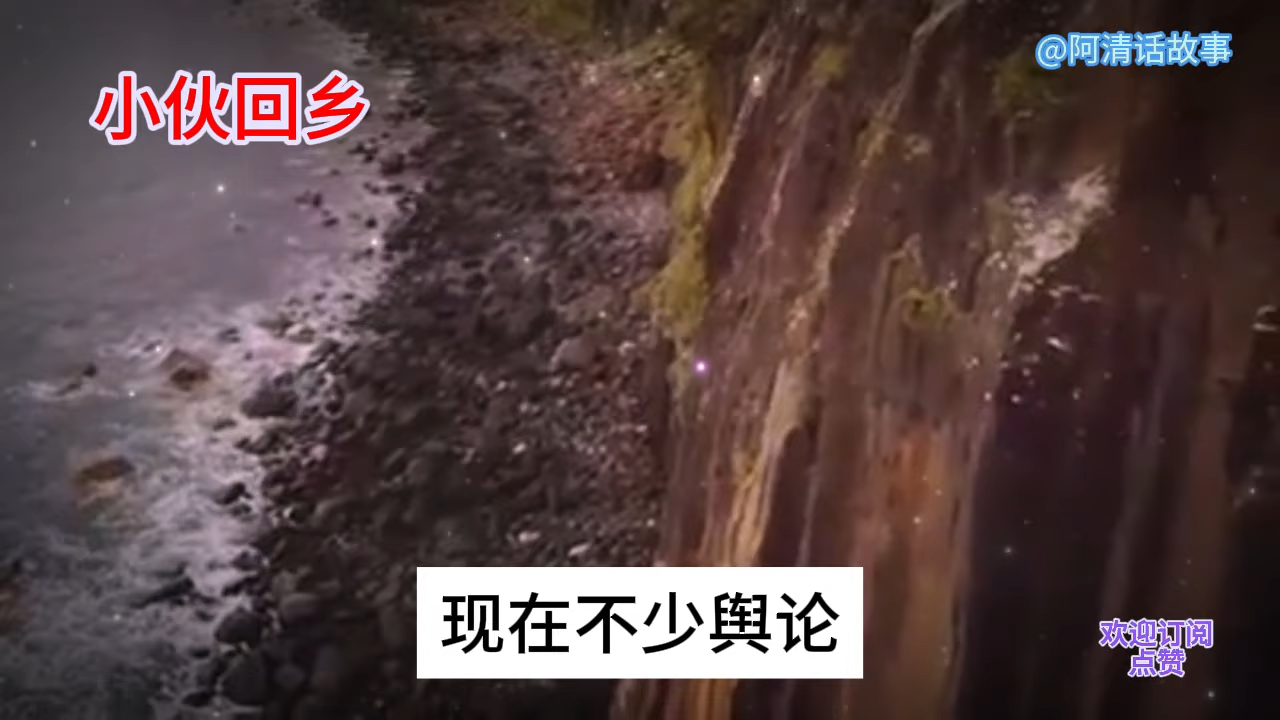 @阿清话故事
小伙回乡
现在不少舆论
欢迎订阅
点赞